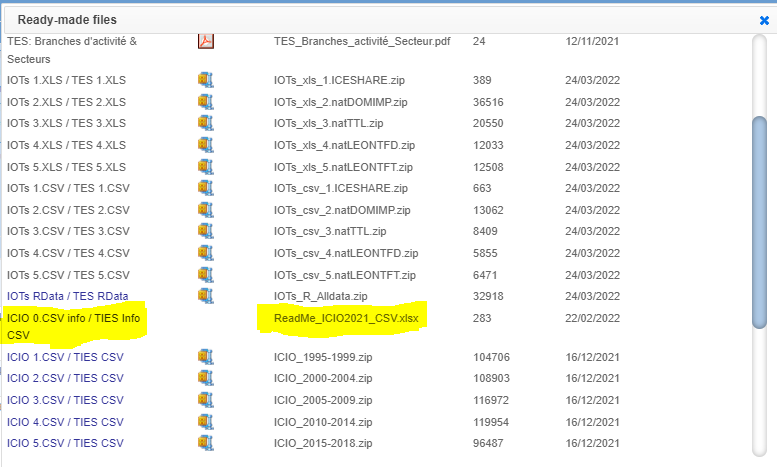 Ready-made files
TES: Branches d'activité & TES_Branches_activité_Secteur.pdf 24 12/11/2021
Secteurs
IOTs 1.XLS / TES 1.XLS IOTs_xls_1.ICESHARE.zip 389 24/03/2022
IOTs 2.XLS / TES 2.XLS IOTs_xls_2.natDOMIMP.zip 36516 24/03/2022
IOTs 3.XLS / TES 3.XLS IOTs_xls_3.natTTL.zip 20550 24/03/2022
IOTs 4.XLS / TES 4.XLS IOTs_xls_4.natLEONTFD.zip 12033 24/03/2022
IOTs 5.XLS / TES 5.XLS IOTs_xls_5.natLEONTFT.zip 12508 24/03/2022
IOTs 1.CSV / TES 1.CSV IOTs_csv_1.ICESHARE.zip 663 24/03/2022
IOTs 2.CSV / TES 2.CSV IOTs_csv_2.natDOMIMP.zip 13062 24/03/2022
IOTs 3.CSV / TES 3.CSV IOTs_csv_3.natTTL.zip 8409 24/03/2022
IOTs 4.CSV / TES 4.CSV IOTs_csv_4.natLEONTFD.zip 5855 24/03/2022
IOTs 5.CSV / TES 5.CSV IOTs_csv_5.natLEONTFT.zip 6471 24/03/2022
IOTs RData / TES RData IOTs_R_Alldata.zip 32918 24/03/2022
ICIO 0.CSV info / TIES Info ReadMe_ICIO2021_CSV.xlsx 283 22/02/2022
CSV
ICIO 1.CSV / TIES CSV ICIO_1995-1999.zip 104706 16/12/2021
ICIO 2.CSV / TIES CSV ICIO_2000-2004.zip 108903 16/12/2021
ICIO 3.CSV / TIES CSV ICIO_2005-2009.zip 116972 16/12/2021
ICIO 4.CSV / TIES CSV ICIO_2010-2014.zip 119954 16/12/2021
ICIO 5.CSV / TIES CSV ICIO_2015-2018.zip 96487 16/12/2021